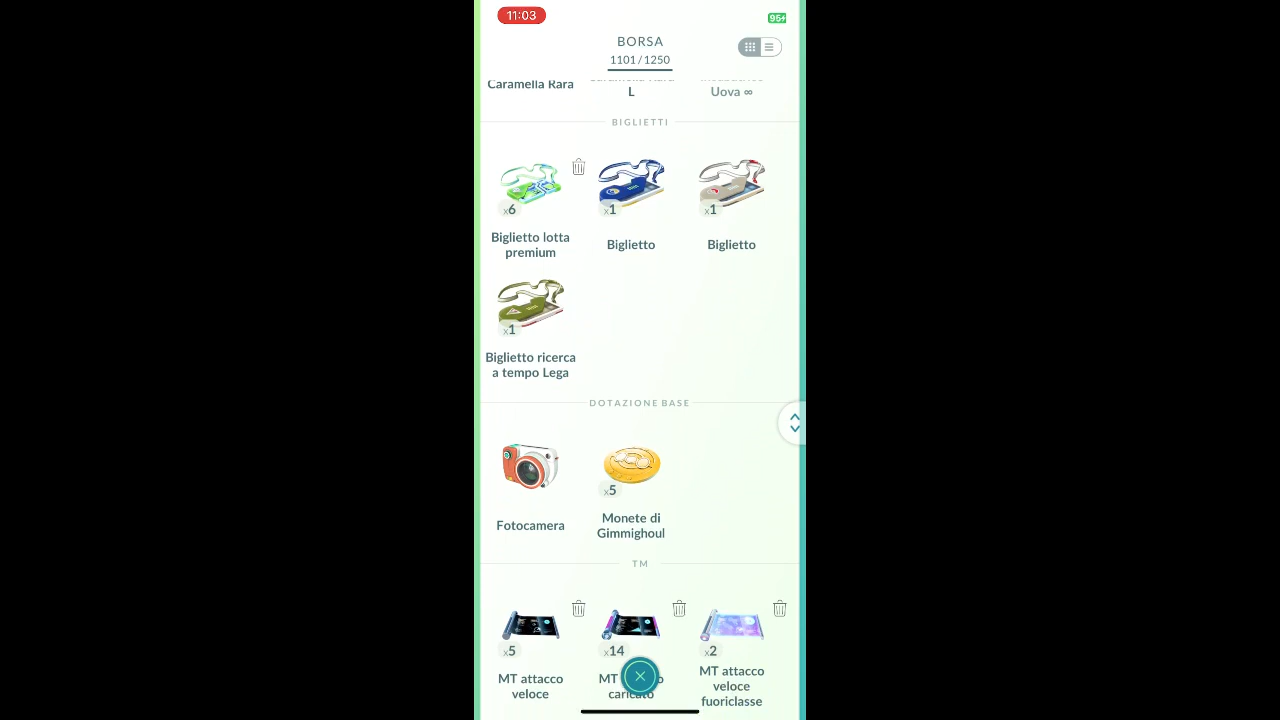 11:03
95
BORSA
1101/1250
Caramella Rara
L
Uova ∞
BIGLIETTI
x6
x1
x1
Biglietto lotta
premium
Biglietto
Biglietto
x1
Biglietto ricerca
a tempo Lega
DOTAZIONE BASE
x5
Fotocamera
Monete di
Gimmighoul
TM
x5
x14
x2
MT attacco
veloce
MT
caricato
MT attacco
veloce
fuoriclasse